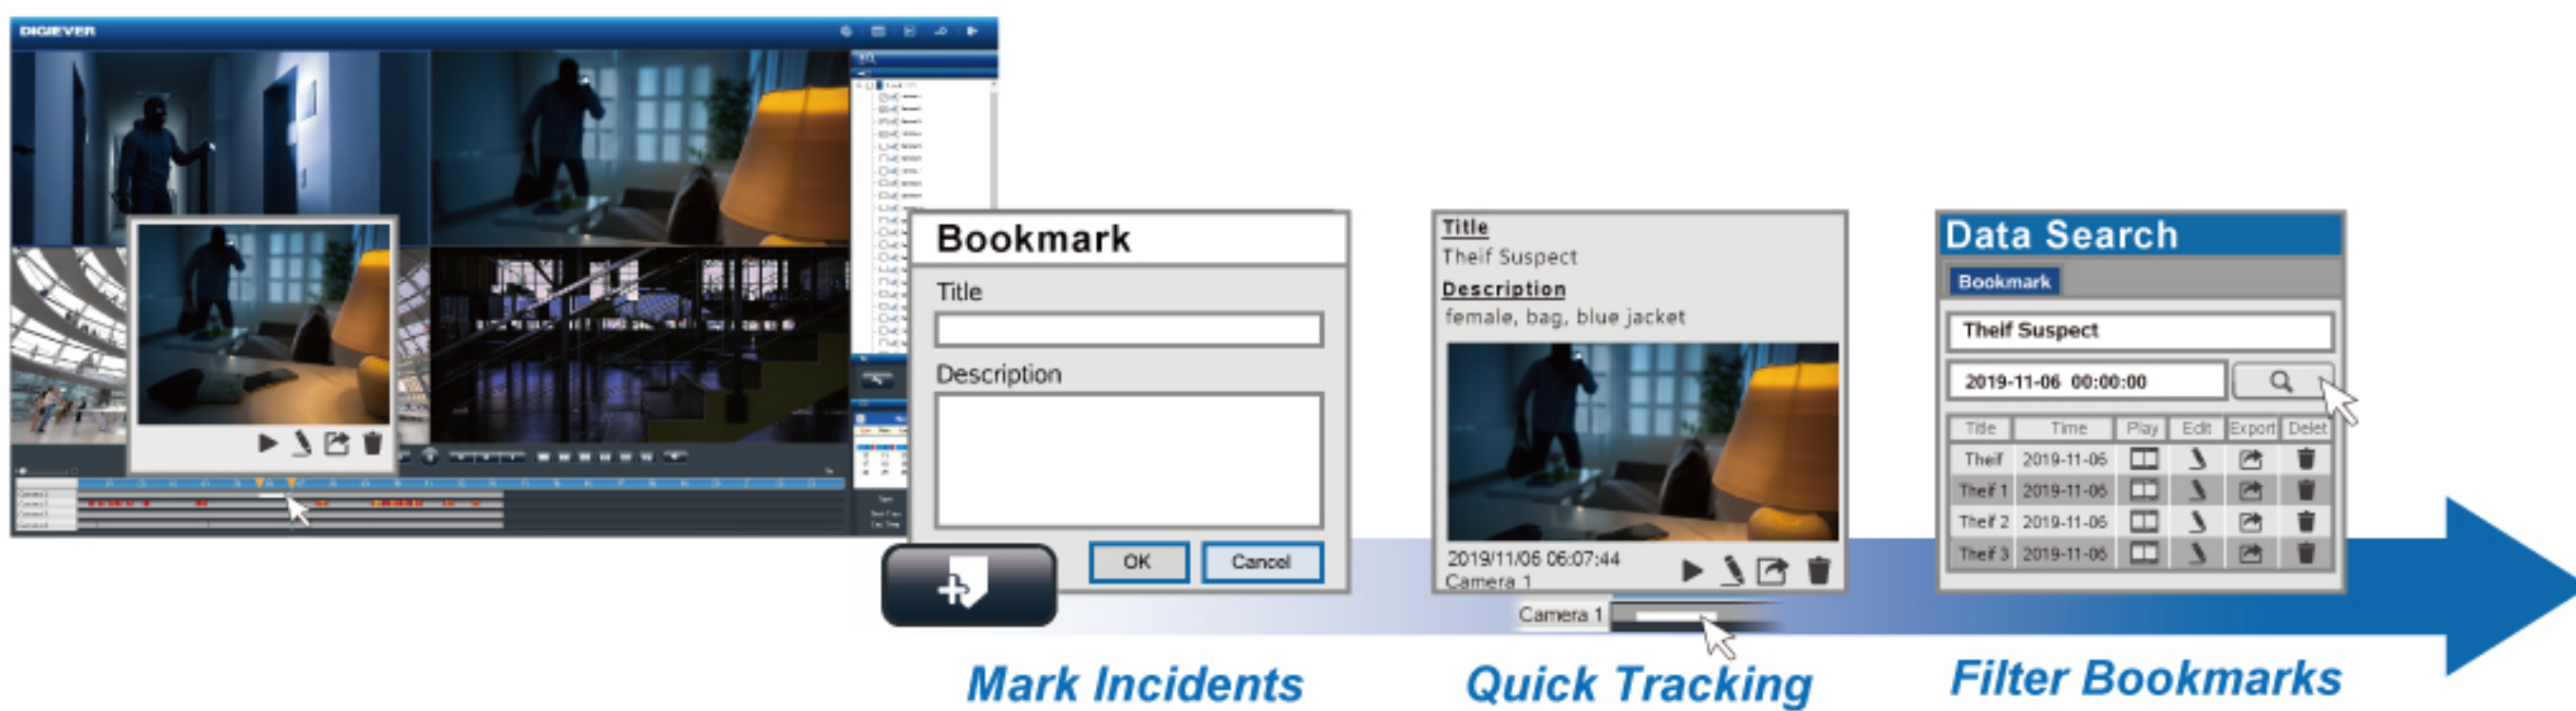 DIGIEVER
Bookmark
Title
Description
OK
Cancel
Title
Theif Suspect
Description
female, bag, blue jacket
2019/11/06 06:07:44
Camera 1
Camera 1
Data Search
Bookmark
Theif Suspect
2019-11-06 00:00:00
Title Time Play Edit Export Delet
Theif 2019-11-06
Theif 1 2019-11-06
Theif 2 2019-11-06
Theif 3 2019-11-06
Mark Incidents
Quick Tracking
Filter Bookmarks